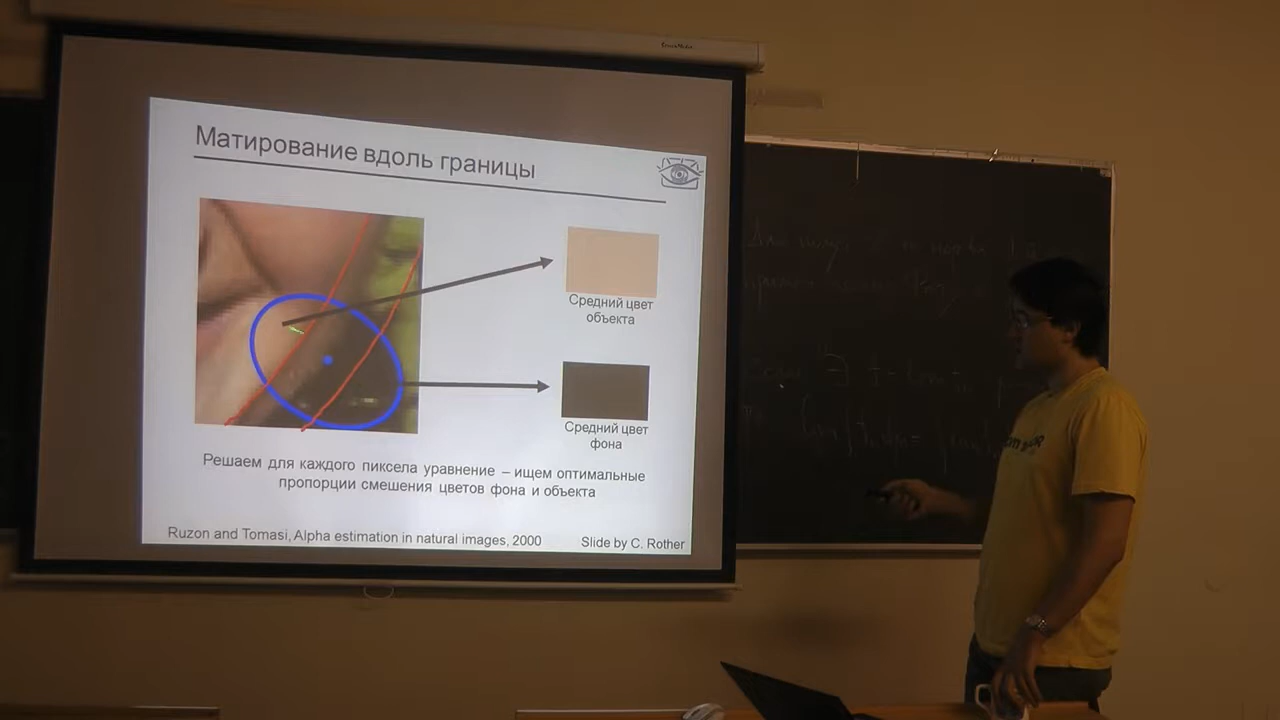 Матирование вдоль границы
Средний цвет
объекта
Средний цвет
фона
Решаем для каждого пиксела уравнение – ищем оптимальные
пропорции смешения цветов фона и объекта
Ruzon and Tomasi, Alpha estimation in natural images, 2000
Slide by C. Rother